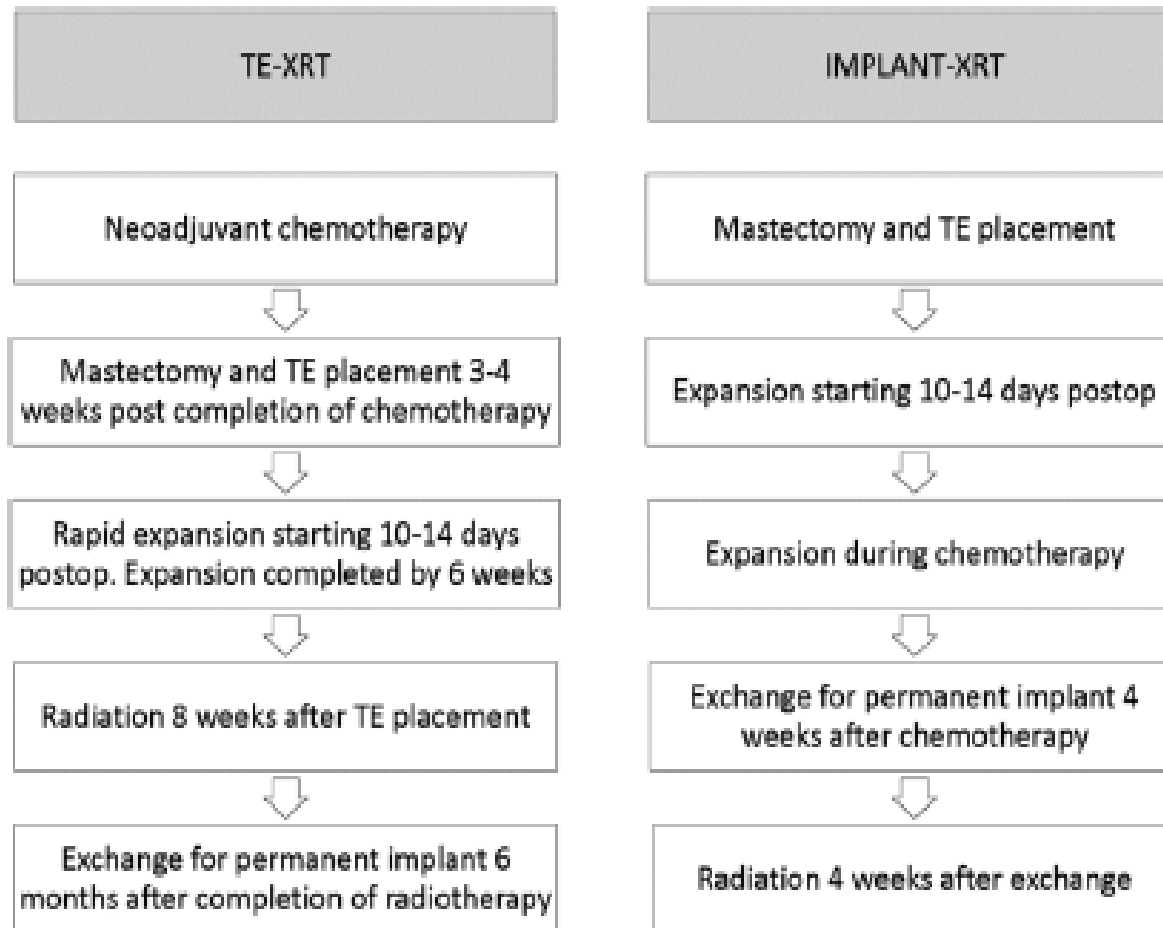 TE-XRT
Neoadjuvant chemotherapy
Mastectomy and TE placement 3-4
weeks post completion of chemotherapy
Rapid expansion starting 10-14 days
postop. Expansion completed by 6 weeks
Radiation 8 weeks after TE placement
Exchange for permanent implant 6
months after completion of radiotherapy
IMPLANT-XRT
Mastectomy and TE placement
Expansion starting 10-14 days postop
Expansion during chemotherapy
Exchange for permanent implant 4
weeks after chemotherapy
Radiation 4 weeks after exchange